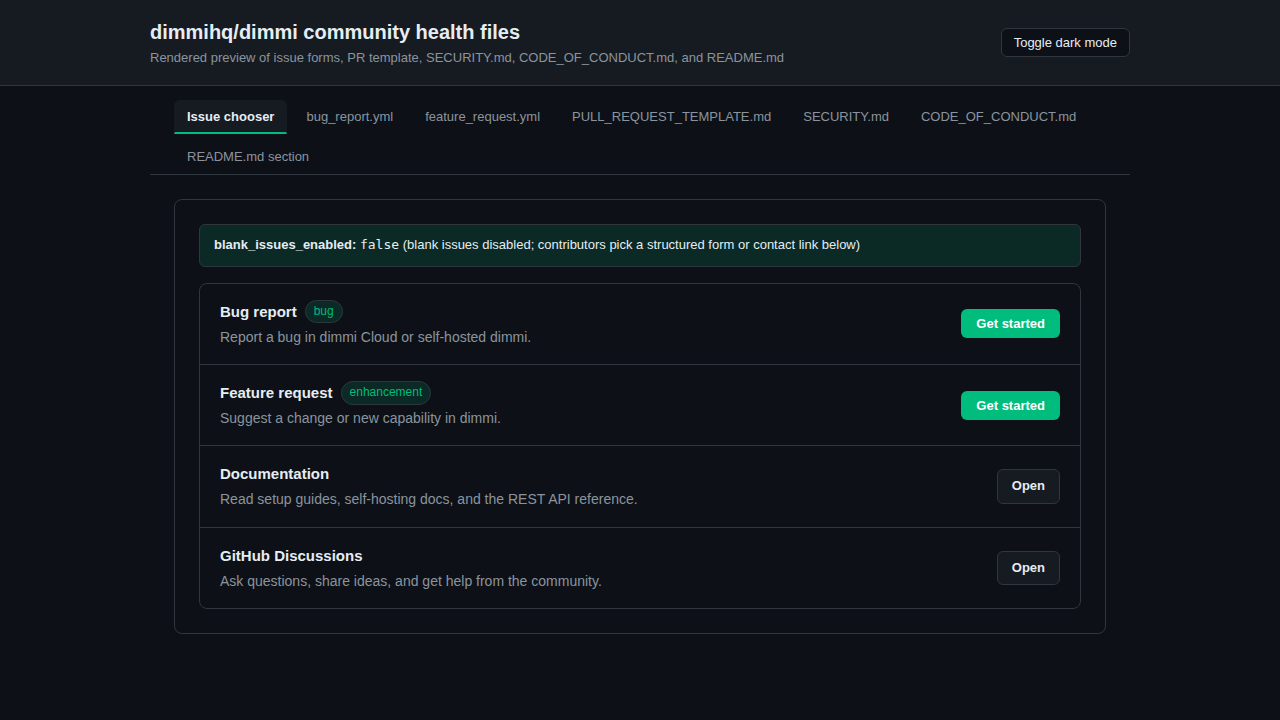 dimmihq/dimmi community health files
Rendered preview of issue forms, PR template, SECURITY.md, CODE_OF_CONDUCT.md, and README.md
Toggle dark mode
Issue chooser
bug_report.yml
feature_request.yml
PULL_REQUEST_TEMPLATE.md
SECURITY.md
CODE_OF_CONDUCT.md
README.md section
blank_issues_enabled: false (blank issues disabled; contributors pick a structured form or contact link below)
Bug report bug
Report a bug in dimmi Cloud or self-hosted dimmi.
Get started
Feature request enhancement
Suggest a change or new capability in dimmi.
Get started
Documentation
Read setup guides, self-hosting docs, and the REST API reference.
Open
GitHub Discussions
Ask questions, share ideas, and get help from the community.
Open